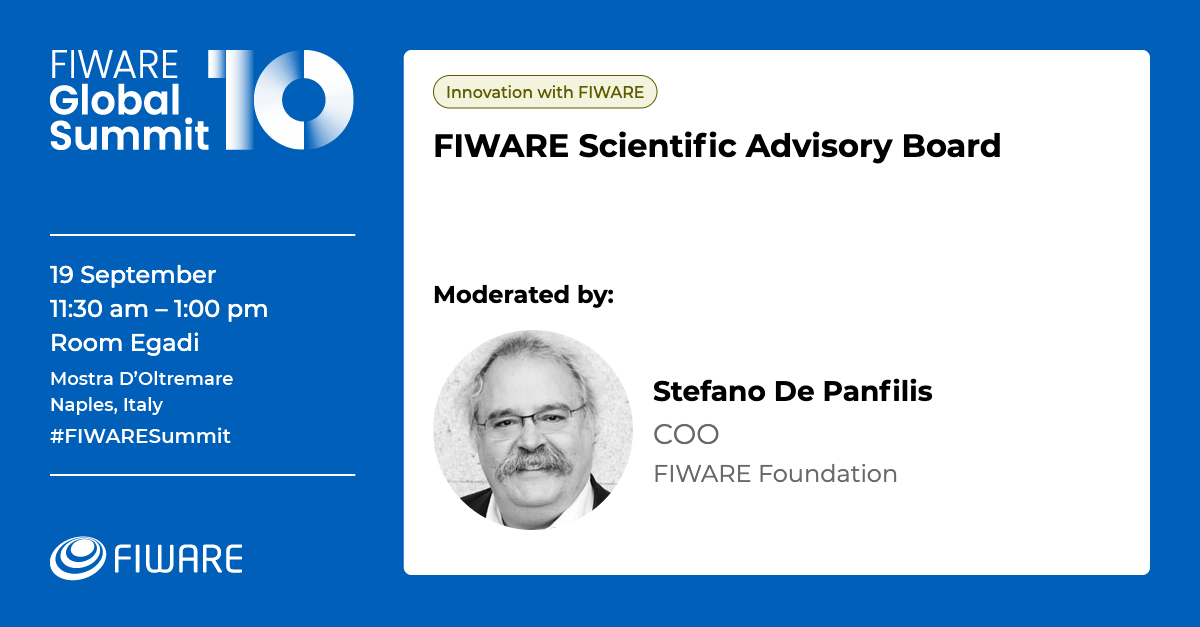 FIWARE
Global
Summit
10
19 September
11:30 am – 1:00 pm
Room Egadi
Mostra D’Oltremare
Naples, Italy
#FIWARESummit
FIWARE
Innovation with FIWARE
FIWARE Scientific Advisory Board
Moderated by:
Stefano De Panfilis
COO
FIWARE Foundation